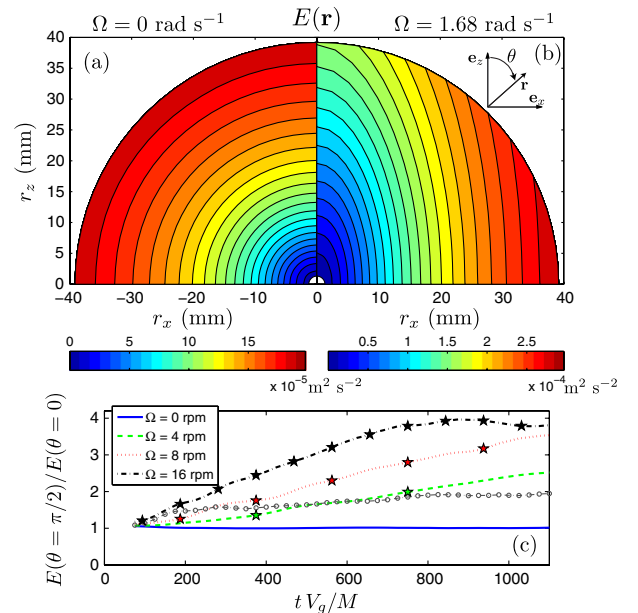 Ω = 0 rad s⁻¹ E(r) Ω = 1.68 rad s⁻¹
(a) (b)
e_z θ
r
e_x
40
35
30
25
20
15
10
5
0
r_z (mm)
−40 −30 −20 −10 0 10 20 30 40
r_x (mm) r_x (mm)
0 5 10 15 0.5 1 1.5 2 2.5
x 10⁻⁵ m² s⁻² x 10⁻⁴ m² s⁻²
E(θ = π/2)/E(θ = 0)
4
3
2
1
0
Ω = 0 rpm
Ω = 4 rpm
Ω = 8 rpm
Ω = 16 rpm
(c)
0 200 400 600 800 1000
t V_g/M